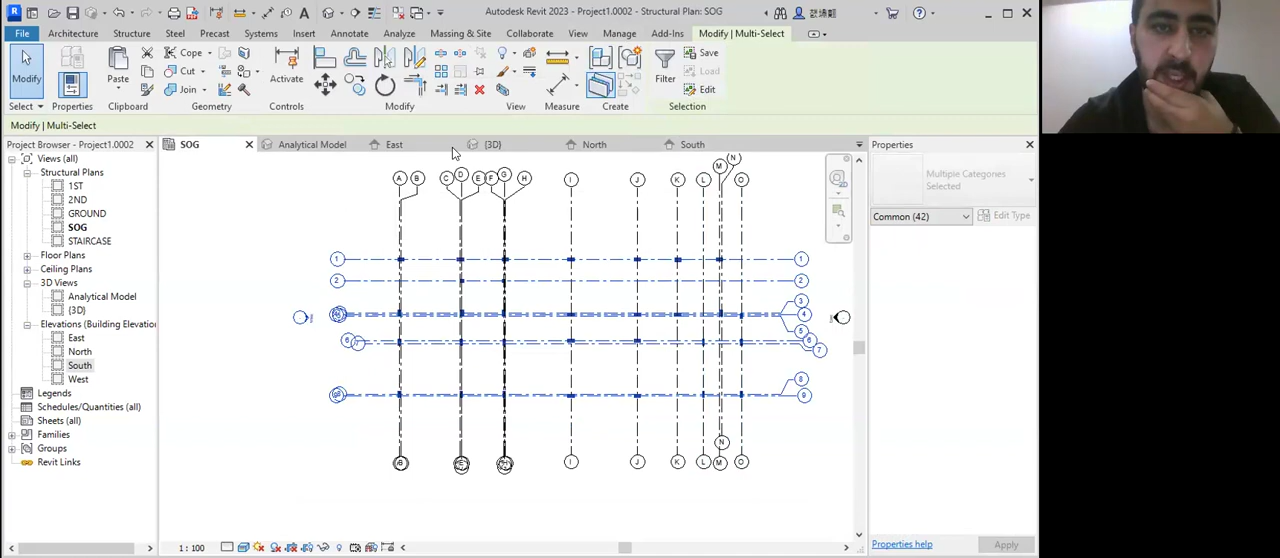 Autodesk Revit 2023 - Project1.0002 - Structural Plan: SOG
File Architecture Structure Steel Precast Systems Insert Annotate Analyze Massing & Site Collaborate View Manage Add-Ins Modify | Multi-Select
Modify Paste Cope Cut Join Activate Filter Save Load Edit
Select Properties Clipboard Geometry Controls Modify View Measure Create Selection
Modify | Multi-Select
Project Browser - Project1.0002
SOG Analytical Model East {3D} North South
Properties
Views (all)
Structural Plans
1ST
2ND
GROUND
SOG
STAIRCASE
Floor Plans
Ceiling Plans
3D Views
Analytical Model
{3D}
Elevations (Building Elevatio
East
North
South
West
Legends
Schedules/Quantities (all)
Sheets (all)
Families
Groups
Revit Links
A B C D E F G H I J K L M N O
1 1
2 2
3
4
5
6 6
7
8
9
B E I J K L M N O
1 : 100
Multiple Categories
Selected
Common (42) Edit Type
Properties help Apply